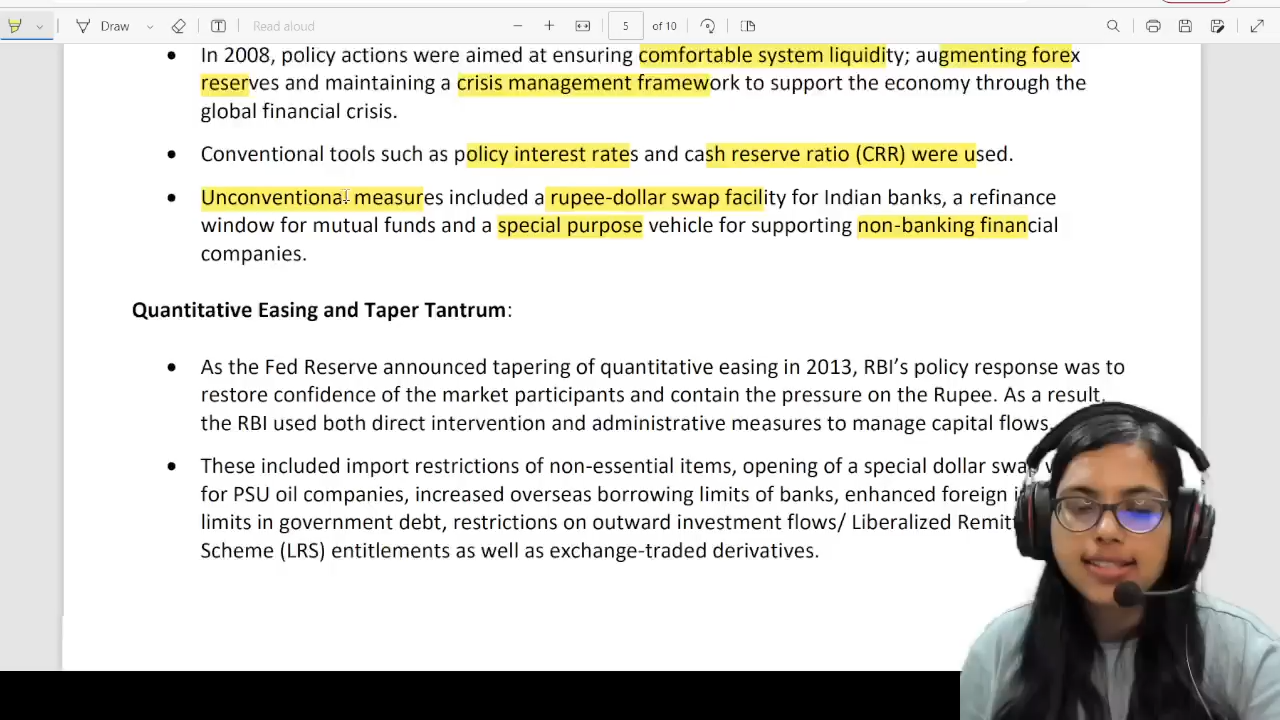 Draw
Read aloud
5
of 10
In 2008, policy actions were aimed at ensuring comfortable system liquidity; augmenting forex
reserves and maintaining a crisis management framework to support the economy through the
global financial crisis.
Conventional tools such as policy interest rates and cash reserve ratio (CRR) were used.
Unconventional measures included a rupee-dollar swap facility for Indian banks, a refinance
window for mutual funds and a special purpose vehicle for supporting non-banking financial
companies.
Quantitative Easing and Taper Tantrum:
As the Fed Reserve announced tapering of quantitative easing in 2013, RBI’s policy response was to
restore confidence of the market participants and contain the pressure on the Rupee. As a result,
the RBI used both direct intervention and administrative measures to manage capital flows.
These included import restrictions of non-essential items, opening of a special dollar swap
for PSU oil companies, increased overseas borrowing limits of banks, enhanced foreign
limits in government debt, restrictions on outward investment flows/ Liberalized
Scheme (LRS) entitlements as well as exchange-traded derivatives.